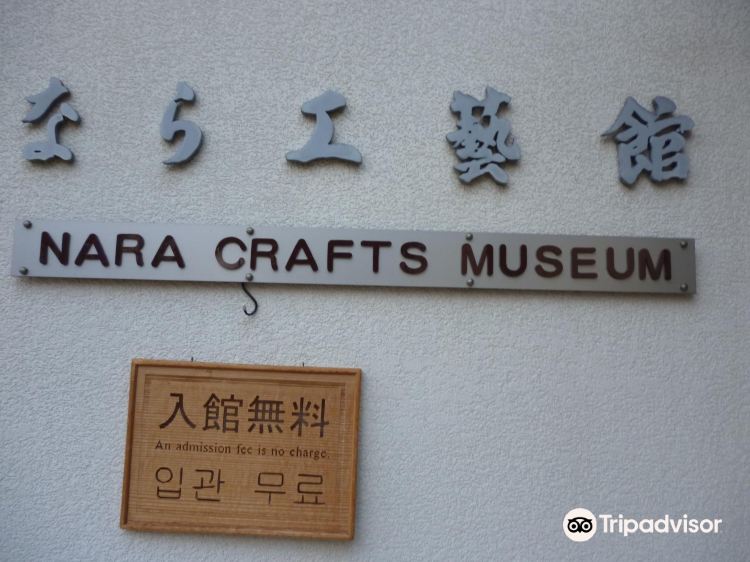 なら工藝館
NARA CRAFTS MUSEUM
入館無料
An admission fee is no charge.
입관 무료
Tripadvisor